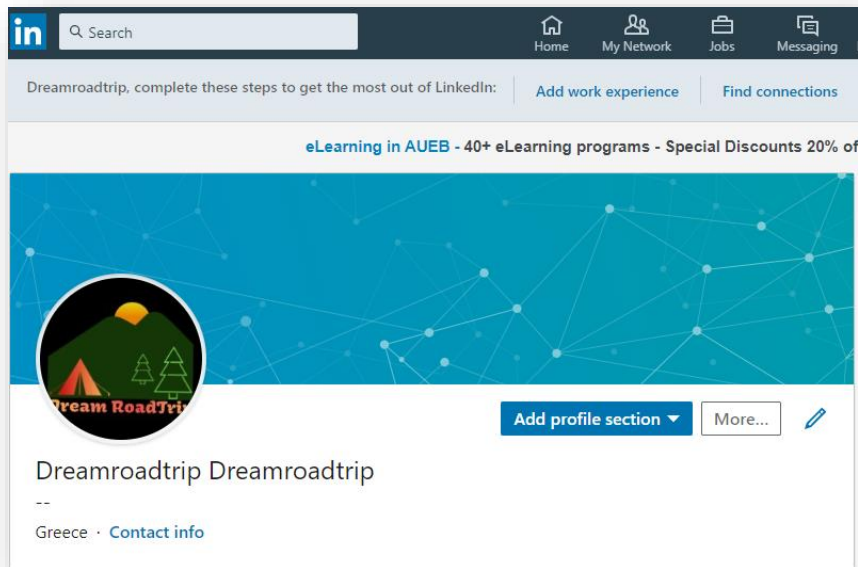 in Search
Home My Network Jobs Messaging
Dreamroadtrip, complete these steps to get the most out of LinkedIn: Add work experience Find connections
eLearning in AUEB - 40+ eLearning programs - Special Discounts 20% of
Dream RoadTri
Add profile section More...
Dreamroadtrip Dreamroadtrip
--
Greece · Contact info